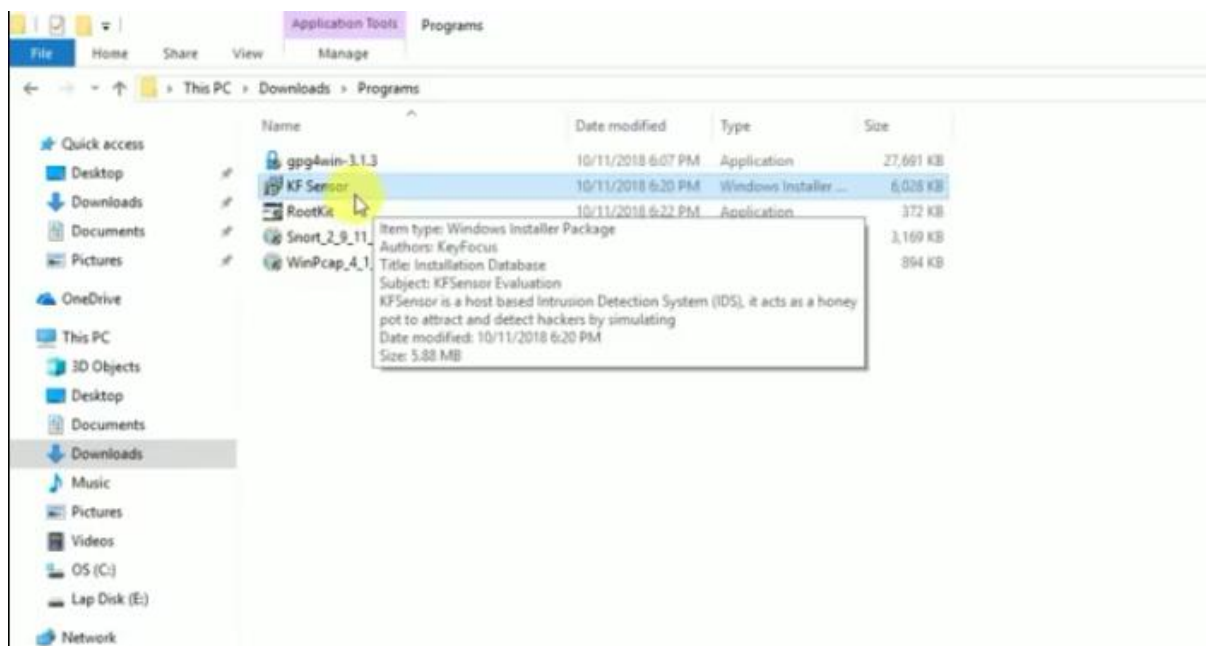 Application Tools Programs
File Home Share View Manage
This PC Downloads Programs
Name Date modified Type Size
Quick access
Desktop
Downloads
Documents
Pictures
OneDrive
This PC
3D Objects
Desktop
Documents
Downloads
Music
Pictures
Videos
OS (C:)
Lap Disk (E:)
Network
gpg4win-3.1.3 10/11/2018 6:07 PM Application 27,691 KB
KF Sensor 10/11/2018 6:20 PM Windows Installer ... 6,028 KB
RootKit 10/11/2018 6:22 PM Application 372 KB
Snort_2_9_11_ 3,169 KB
WinPcap_4_1_ 894 KB
Item type: Windows Installer Package
Authors: KeyFocus
Title: Installation Database
Subject: KFSensor Evaluation
KFSensor is a host based Intrusion Detection System (IDS), it acts as a honey
pot to attract and detect hackers by simulating
Date modified: 10/11/2018 6:20 PM
Size: 5.88 MB